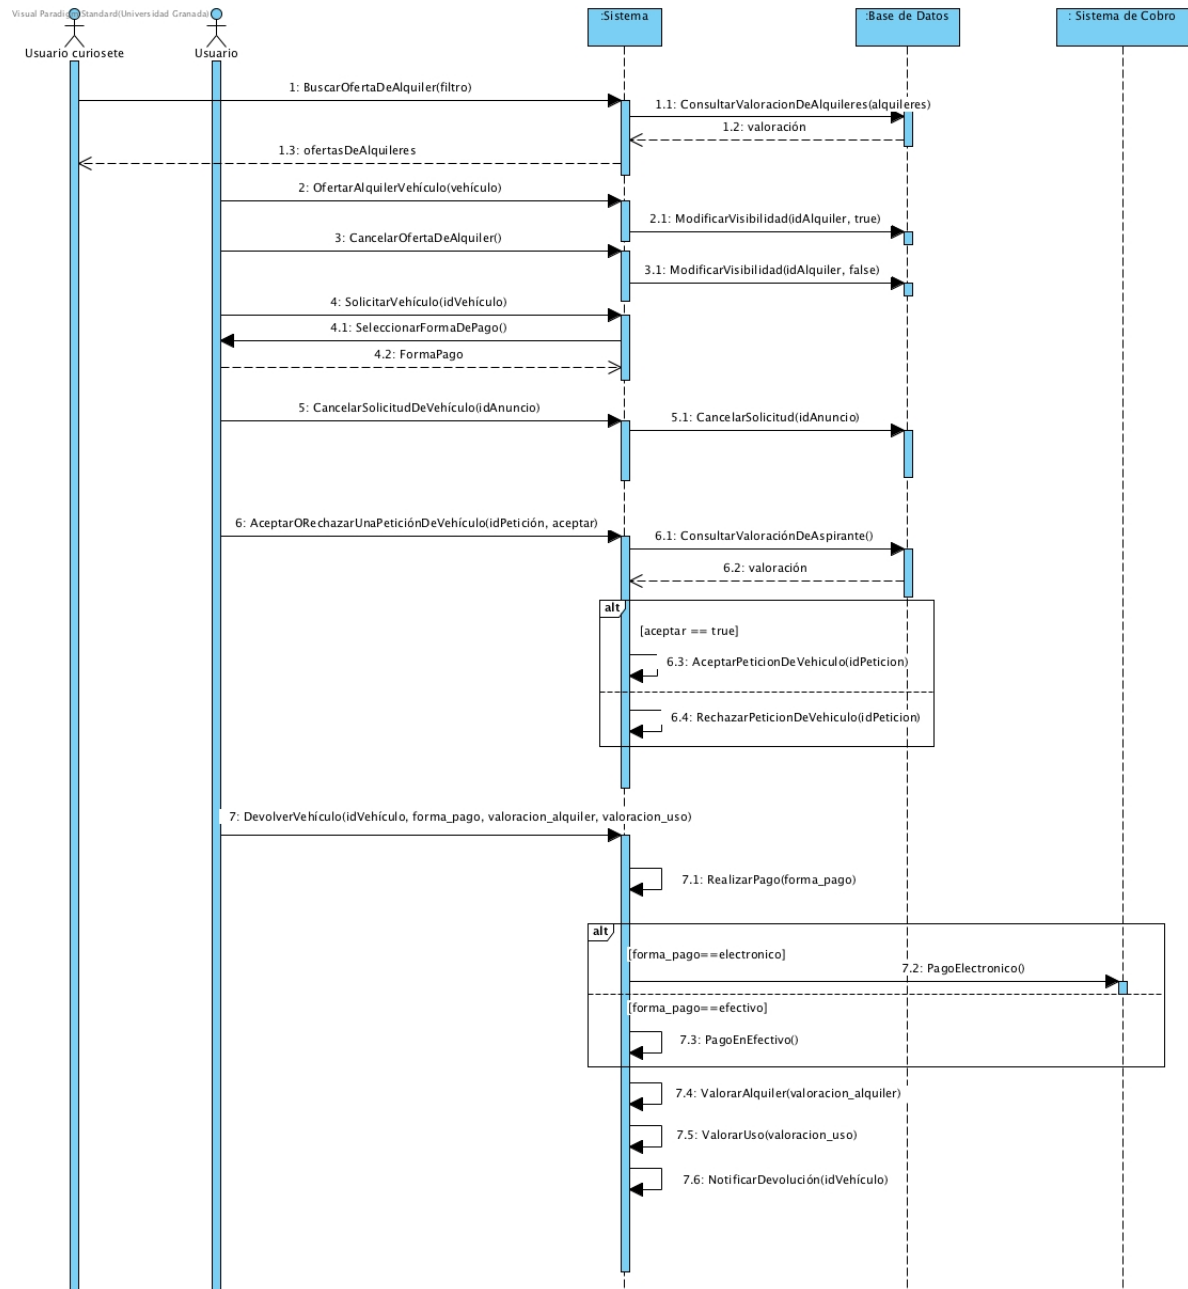 Visual Paradigm Standard(Universidad Granada)
Usuario curiosete
Usuario
:Sistema
:Base de Datos
: Sistema de Cobro
1: BuscarOfertaDeAlquiler(filtro)
1.1: ConsultarValoracionDeAlquileres(alquileres)
1.2: valoración
1.3: ofertasDeAlquileres
2: OfertarAlquilerVehículo(vehículo)
2.1: ModificarVisibilidad(idAlquiler, true)
3: CancelarOfertaDeAlquiler()
3.1: ModificarVisibilidad(idAlquiler, false)
4: SolicitarVehículo(idVehículo)
4.1: SeleccionarFormaDePago()
4.2: FormaPago
5: CancelarSolicitudDeVehículo(idAnuncio)
5.1: CancelarSolicitud(idAnuncio)
6: AceptarORechazarUnaPeticiónDeVehículo(idPetición, aceptar)
6.1: ConsultarValoraciónDeAspirante()
6.2: valoración
alt
[aceptar == true]
6.3: AceptarPeticionDeVehiculo(idPeticion)
6.4: RechazarPeticionDeVehiculo(idPeticion)
7: DevolverVehículo(idVehículo, forma_pago, valoracion_alquiler, valoracion_uso)
7.1: RealizarPago(forma_pago)
alt
[forma_pago==electronico]
7.2: PagoElectronico()
[forma_pago==efectivo]
7.3: PagoEnEfectivo()
7.4: ValorarAlquiler(valoracion_alquiler)
7.5: ValorarUso(valoracion_uso)
7.6: NotificarDevolución(idVehículo)